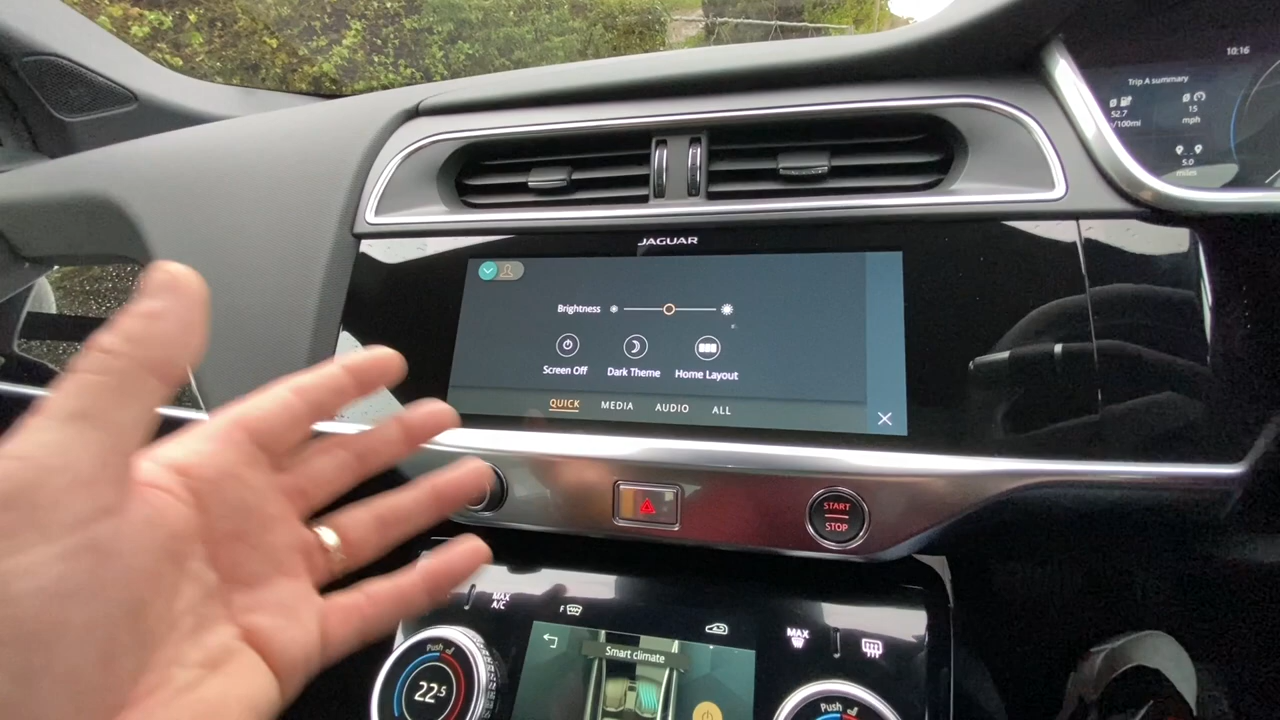 10:16
Trip A summary
52.7
/100mi
15
mph
5.0
miles
JAGUAR
Brightness
Screen Off
Dark Theme
Home Layout
QUICK MEDIA AUDIO ALL
START
STOP
MAX
A/C
F
MAX
Push
22.5
Smart climate
Push